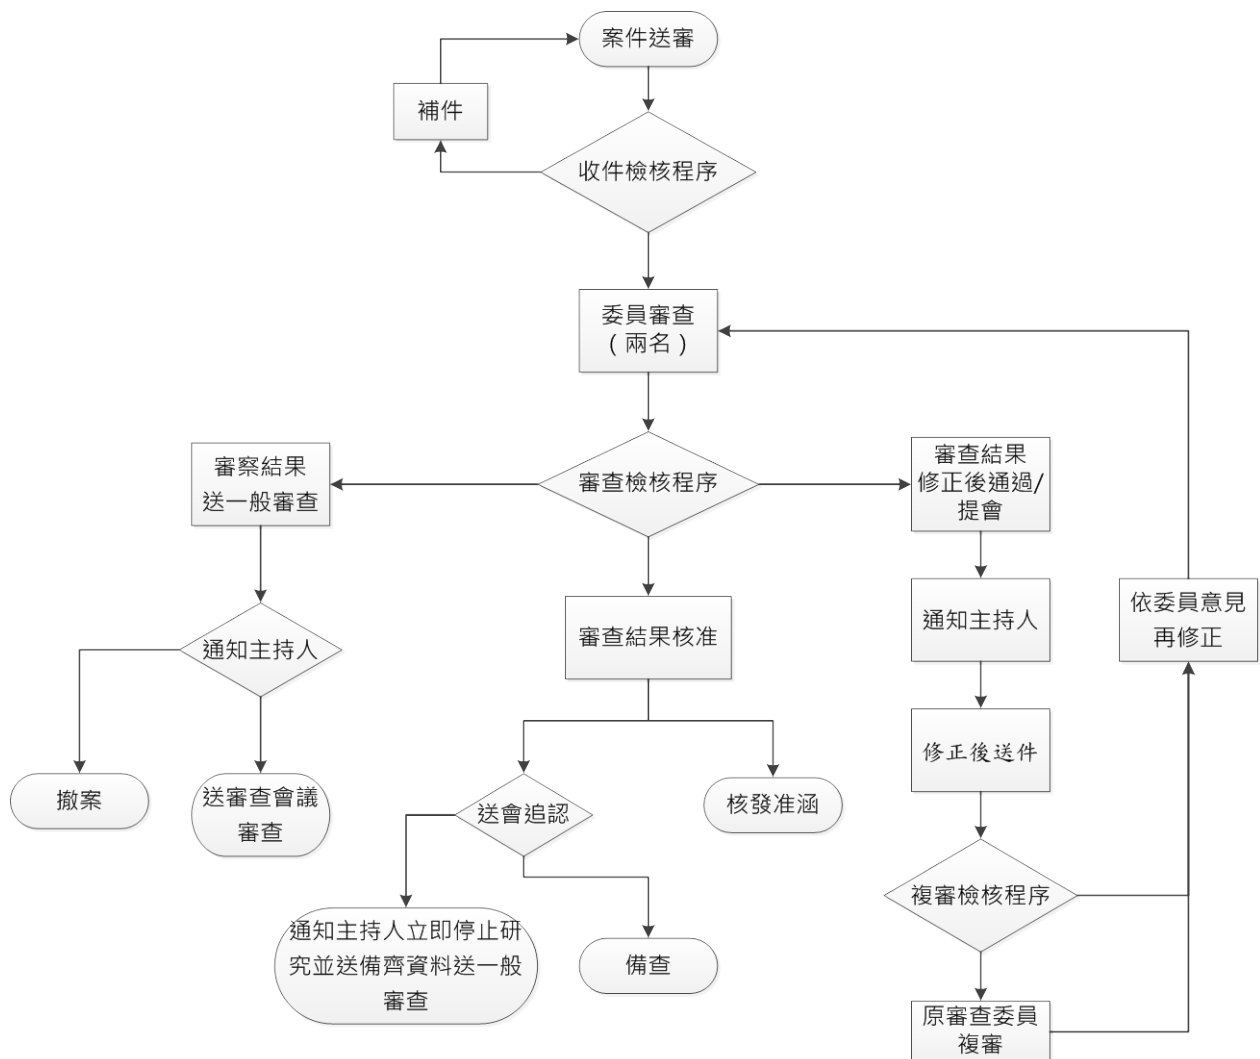 案件送審
補件
收件檢核程序
委員審查
(兩名)
審察結果
送一般審查
審查檢核程序
審查結果
修正後通過/
提會
通知主持人
審查結果核准
通知主持人
依委員意見
再修正
修正後送件
撤案
送審查會議
審查
送會追認
核發准涵
複審檢核程序
通知主持人立即停止研
究並送備齊資料送一般
審查
備查
原審查委員
複審